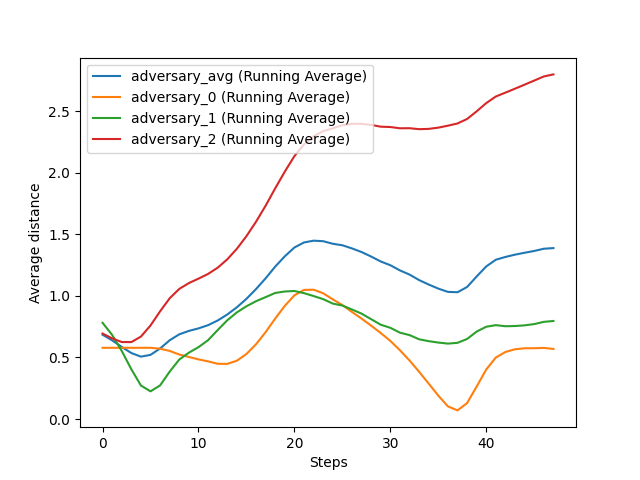 adversary_avg (Running Average)
adversary_0 (Running Average)
adversary_1 (Running Average)
adversary_2 (Running Average)
2.5
2.0
1.5
1.0
0.5
0.0
Average distance
0 10 20 30 40
Steps